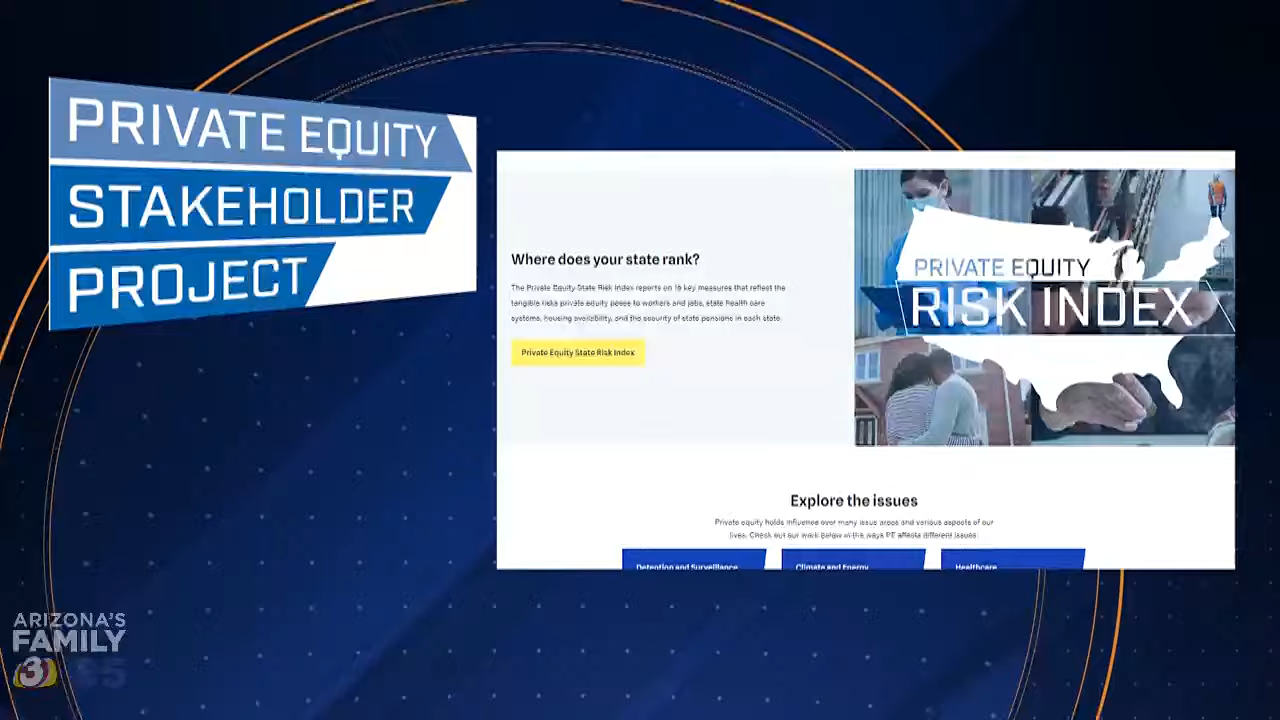 PRIVATE EQUITY
STAKEHOLDER
PROJECT
Where does your state rank?
The Private Equity State Risk Index reports on 16 key measures that reflect the
tangible risks private equity poses to workers and jobs, state health care
systems, housing availability, and the security of state pensions in each state.
Private Equity State Risk Index
PRIVATE EQUITY
RISK INDEX
Explore the issues
Private equity holds influence over many issue areas and various aspects of our
lives. Check out our work below on the ways PE affects different issues.
Detention and Surveillance
Climate and Energy
Healthcare
ARIZONA'S
FAMILY
3 5